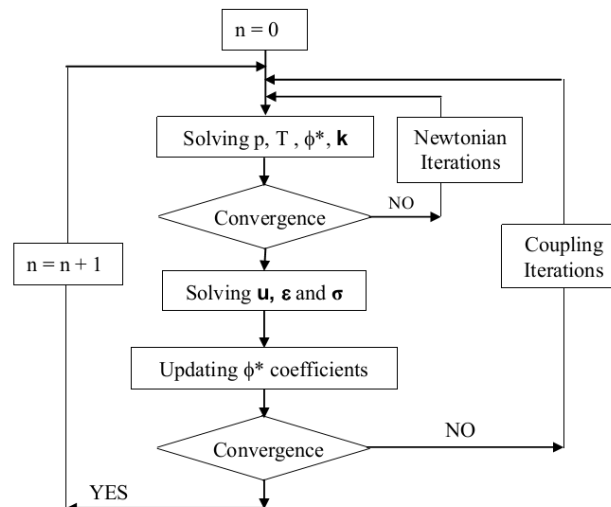 n = 0
Solving p, T , ϕ*, k
Newtonian
Iterations
Convergence
NO
n = n + 1
Coupling
Iterations
Solving u, ε and σ
Updating ϕ* coefficients
Convergence
NO
YES